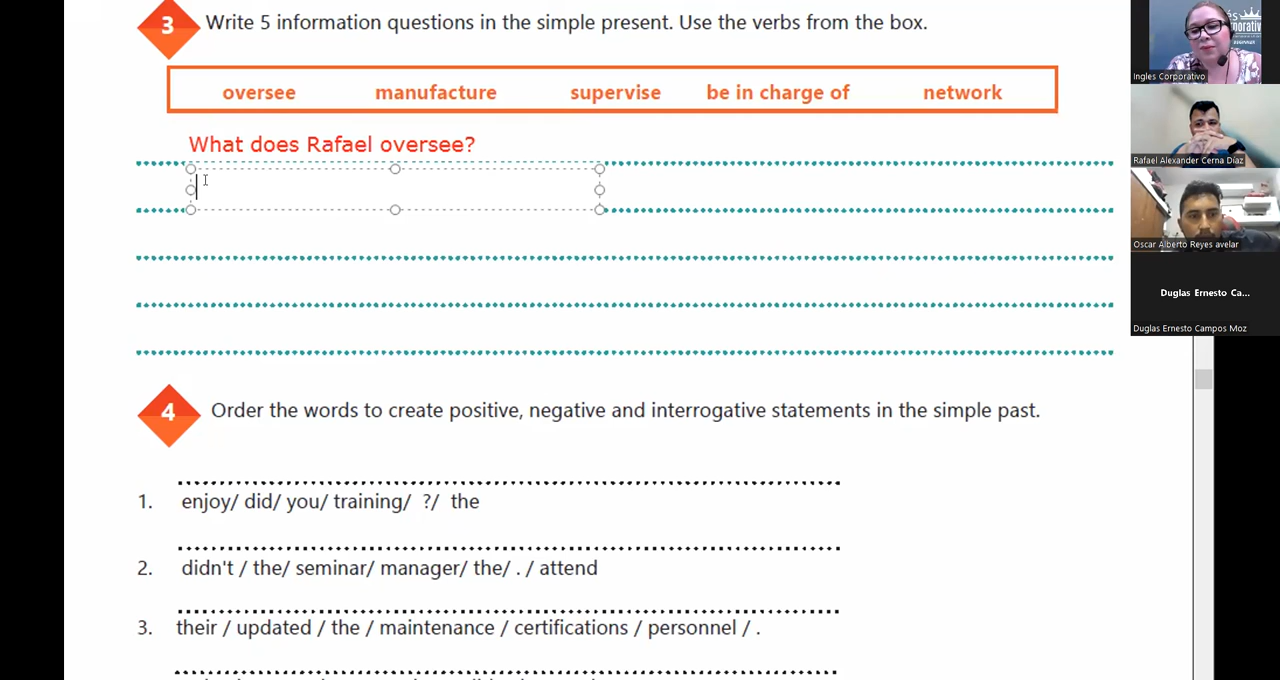 3 Write 5 information questions in the simple present. Use the verbs from the box.
oversee manufacture supervise be in charge of network
What does Rafael oversee?
4 Order the words to create positive, negative and interrogative statements in the simple past.
1. enjoy/ did/ you/ training/ ?/ the
2. didn't / the/ seminar/ manager/ the/ . / attend
3. their / updated / the / maintenance / certifications / personnel / .
Ingles Corporativo
Rafael Alexander Cerna Díaz
Oscar Alberto Reyes avelar
Duglas Ernesto Ca...
Duglas Ernesto Campos Moz